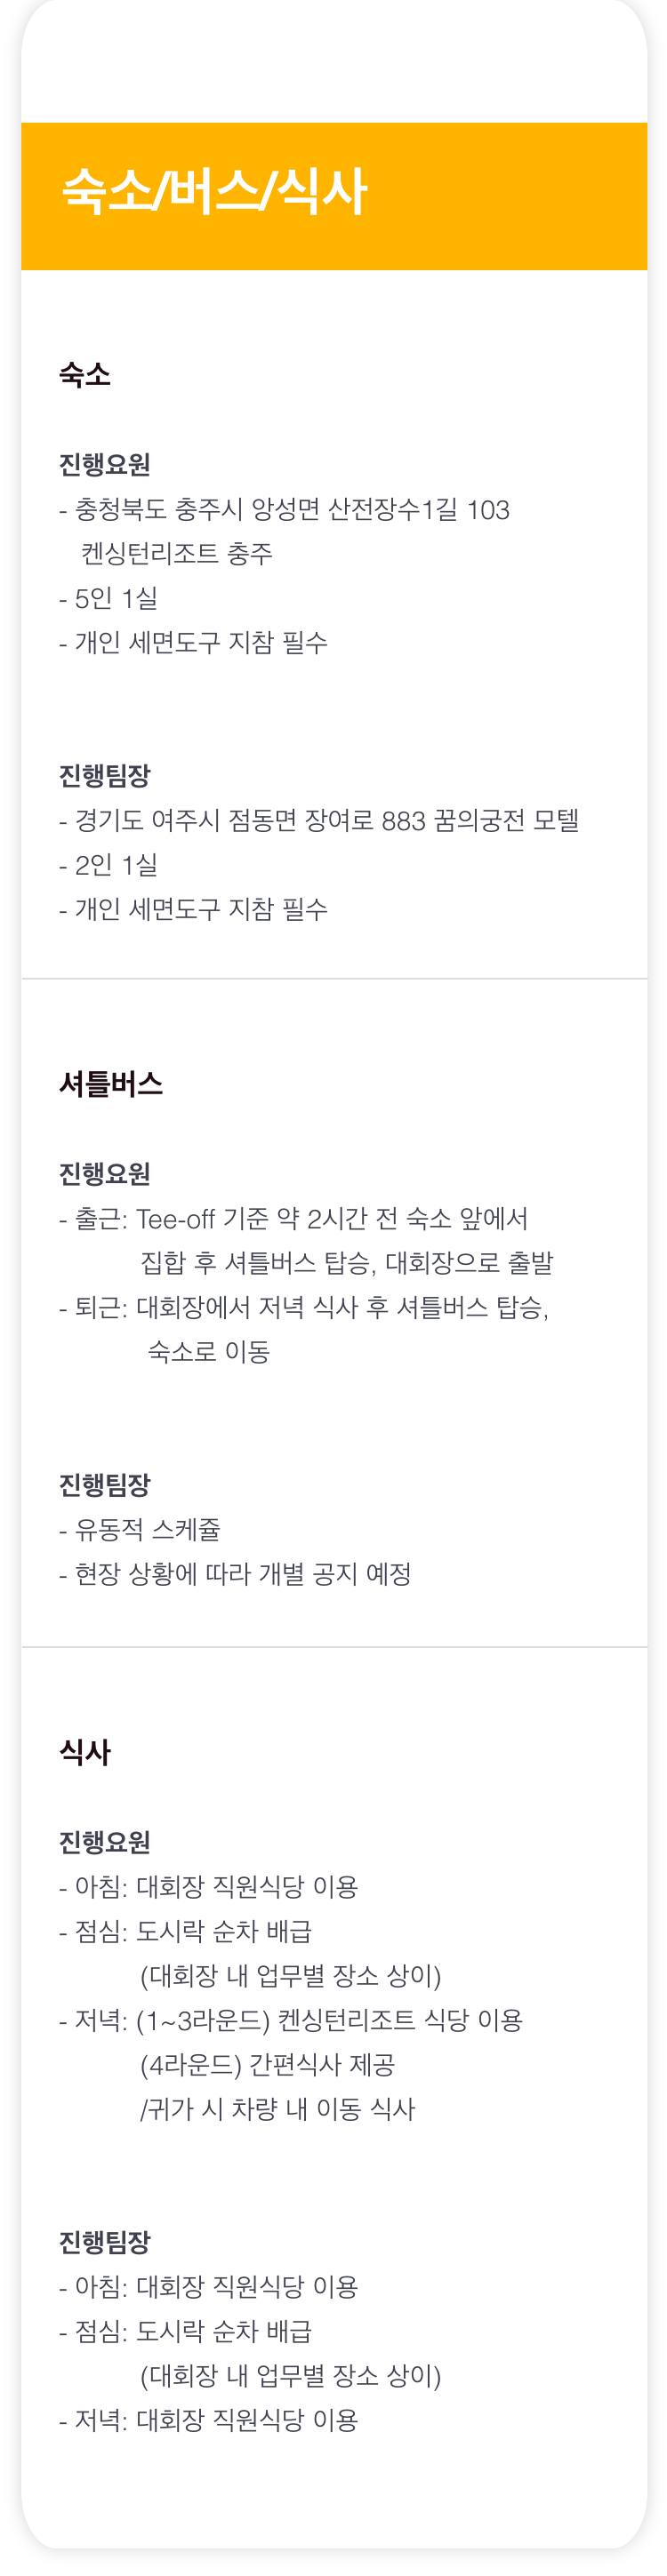 숙소/버스/식사
숙소
진행요원
- 충청북도 충주시 앙성면 산전장수1길 103
켄싱턴리조트 충주
- 5인 1실
- 개인 세면도구 지참 필수
진행팀장
- 경기도 여주시 점동면 장여로 883 꿈의궁전 모텔
- 2인 1실
- 개인 세면도구 지참 필수
셔틀버스
진행요원
- 출근: Tee-off 기준 약 2시간 전 숙소 앞에서
집합 후 셔틀버스 탑승, 대회장으로 출발
- 퇴근: 대회장에서 저녁 식사 후 셔틀버스 탑승,
숙소로 이동
진행팀장
- 유동적 스케쥴
- 현장 상황에 따라 개별 공지 예정
식사
진행요원
- 아침: 대회장 직원식당 이용
- 점심: 도시락 순차 배급
(대회장 내 업무별 장소 상이)
- 저녁: (1~3라운드) 켄싱턴리조트 식당 이용
(4라운드) 간편식사 제공
/귀가 시 차량 내 이동 식사
진행팀장
- 아침: 대회장 직원식당 이용
- 점심: 도시락 순차 배급
(대회장 내 업무별 장소 상이)
- 저녁: 대회장 직원식당 이용